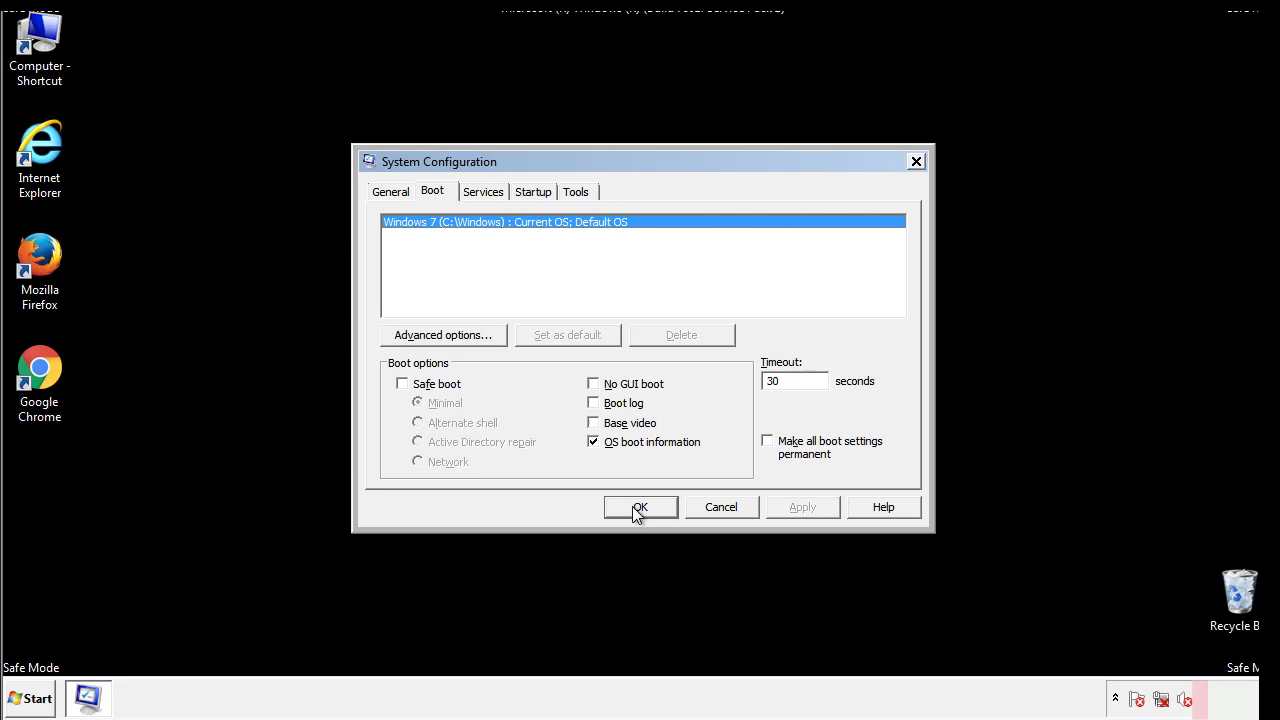 Computer -
Shortcut
Internet
Explorer
Mozilla
Firefox
Google
Chrome
System Configuration
General
Boot
Services
Startup
Tools
Windows 7 (C:\Windows) : Current OS; Default OS
Advanced options...
Set as default
Delete
Boot options
Safe boot
Minimal
Alternate shell
Active Directory repair
Network
No GUI boot
Boot log
Base video
OS boot information
Timeout:
30
seconds
Make all boot settings
permanent
OK
Cancel
Apply
Help
Recycle B
Safe Mode
Safe M
Start